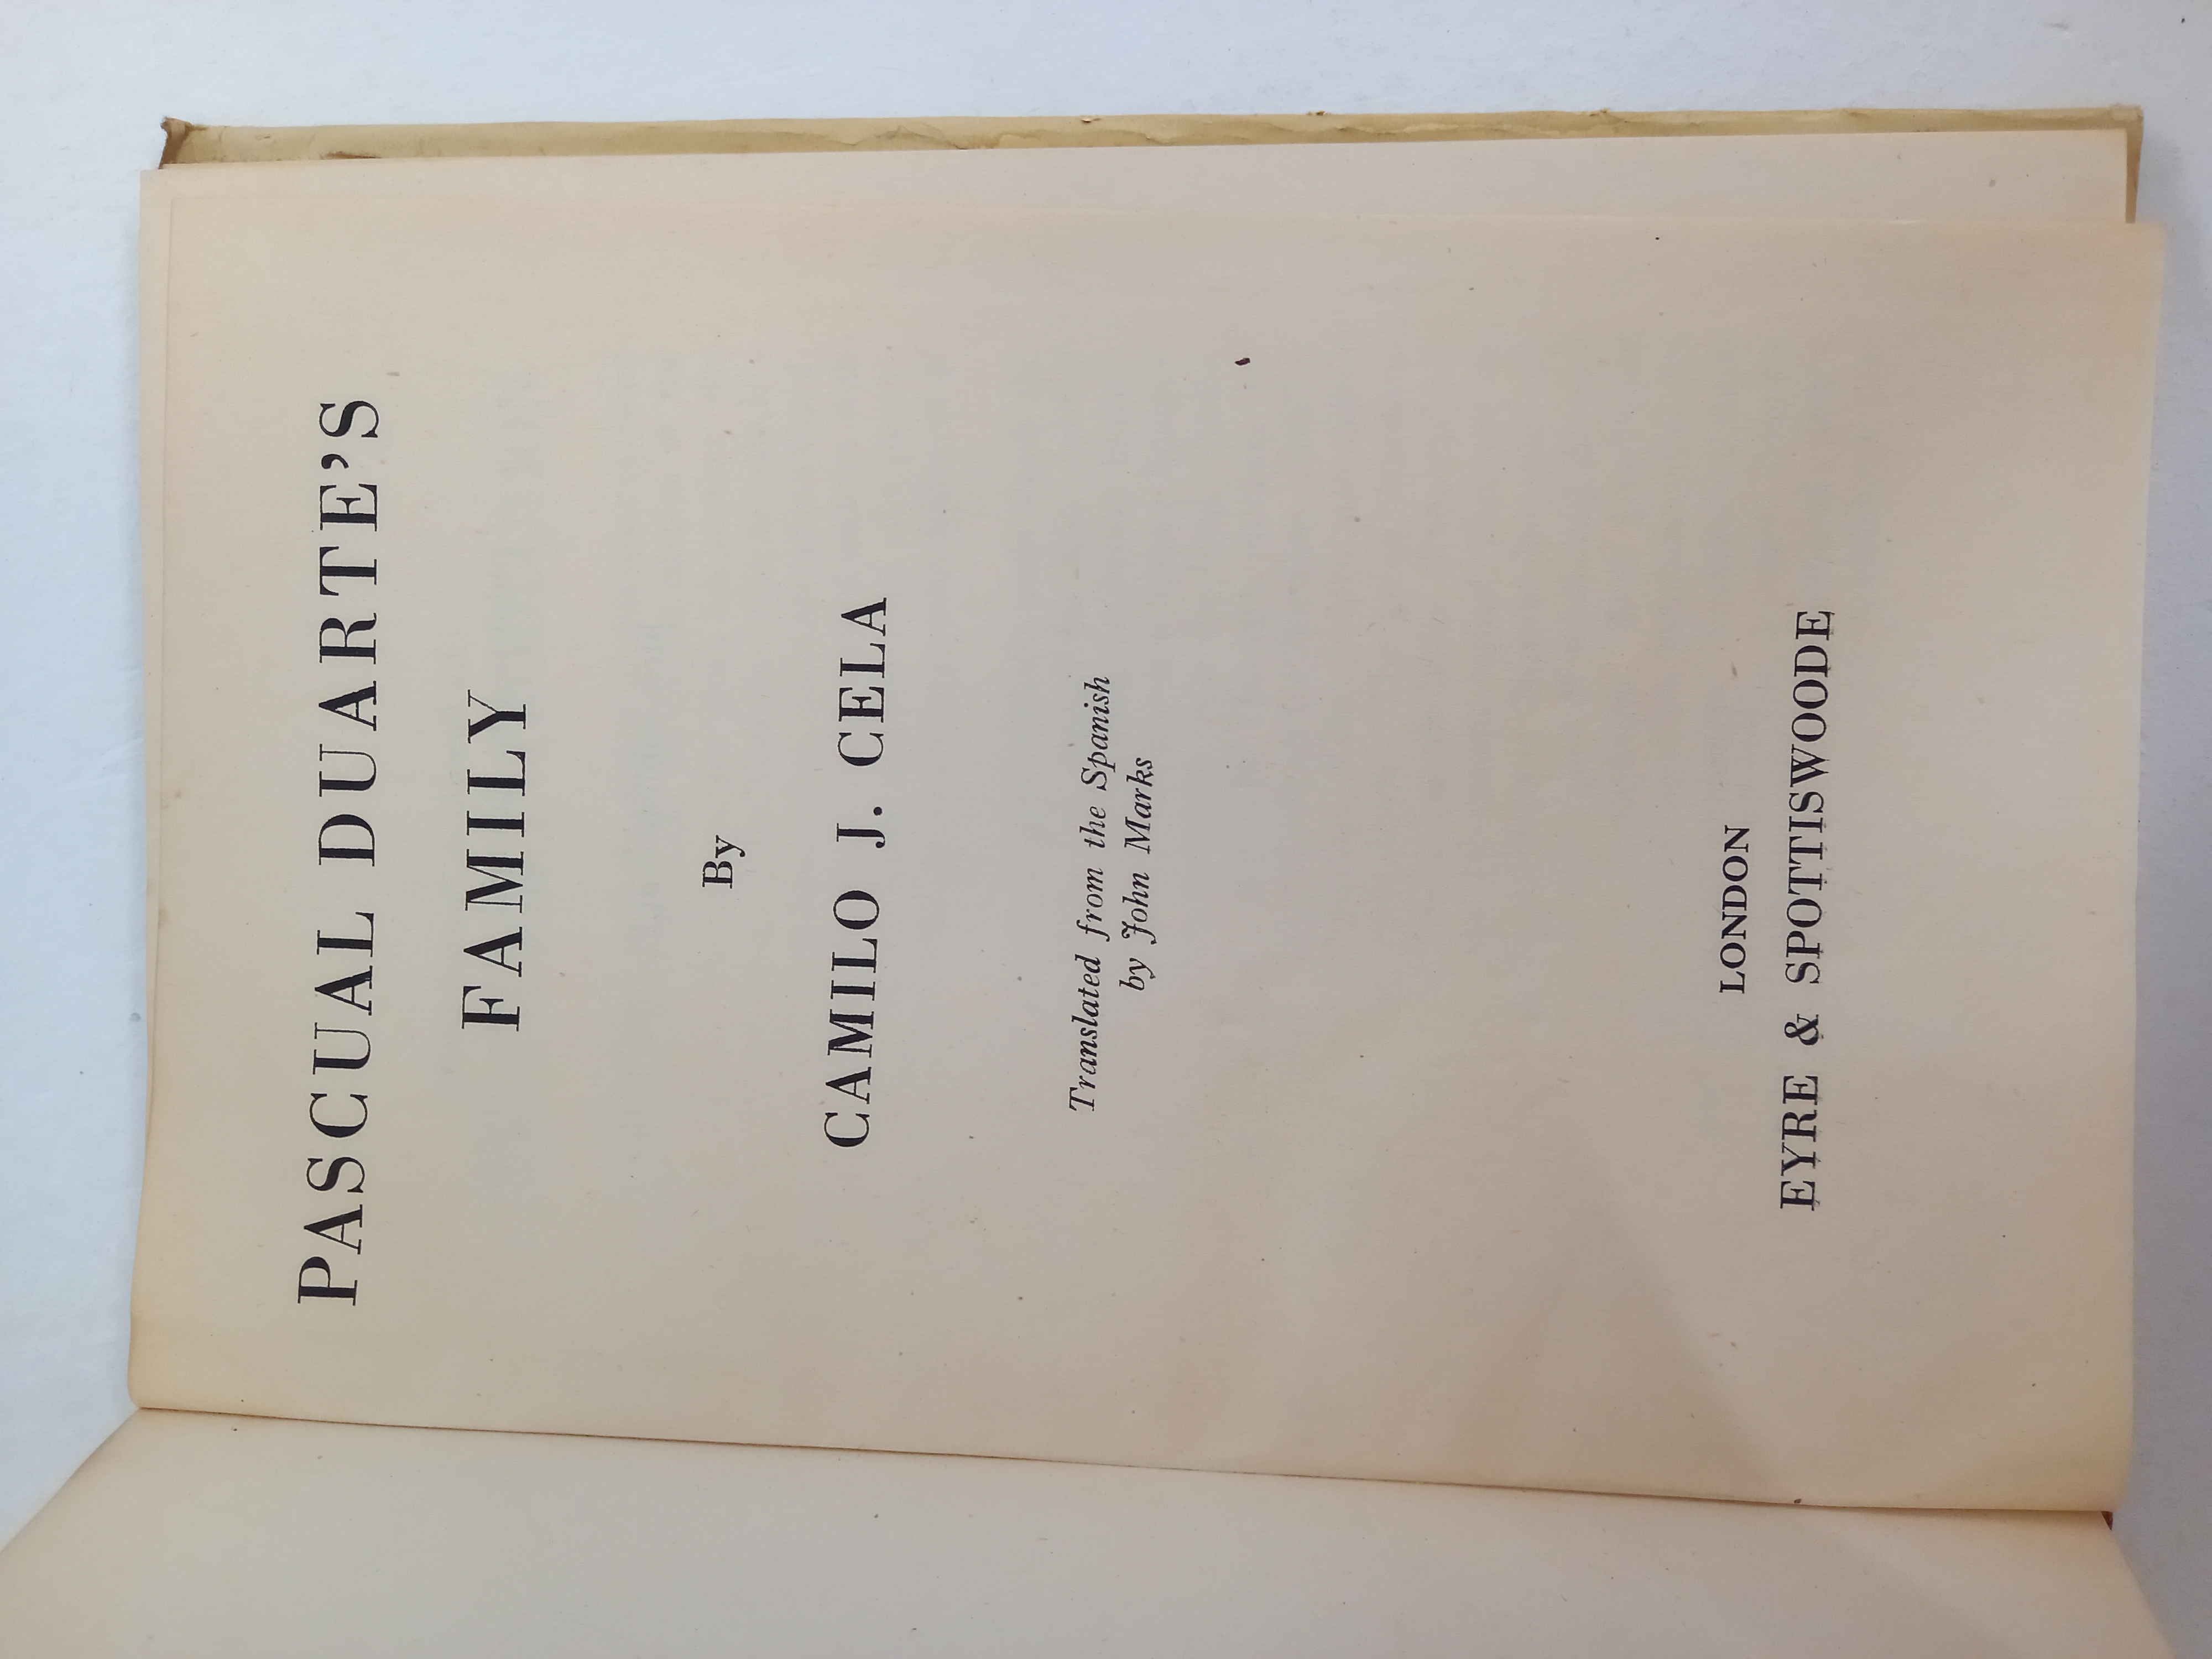 PASCUAL DUARTE'S
FAMILY
By
CAMILO J. CELA
Translated from the Spanish
by John Marks
LONDON
EYRE & SPOTTISWOODE